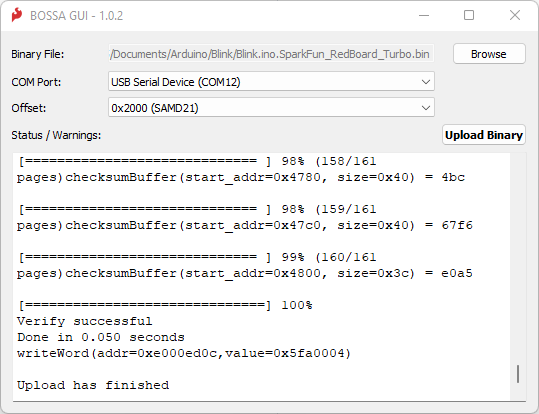 BOSSA GUI - 1.0.2
Binary File: /Documents/Arduino/Blink/Blink.ino.SparkFun_RedBoard_Turbo.bin Browse
COM Port: USB Serial Device (COM12)
Offset: 0x2000 (SAMD21)
Status / Warnings: Upload Binary
[============================= ] 98% (158/161
pages)checksumBuffer(start_addr=0x4780, size=0x40) = 4bc
[============================= ] 98% (159/161
pages)checksumBuffer(start_addr=0x47c0, size=0x40) = 67f6
[============================= ] 99% (160/161
pages)checksumBuffer(start_addr=0x4800, size=0x3c) = e0a5
[==============================] 100%
Verify successful
Done in 0.050 seconds
writeWord(addr=0xe000ed0c,value=0x5fa0004)
Upload has finished